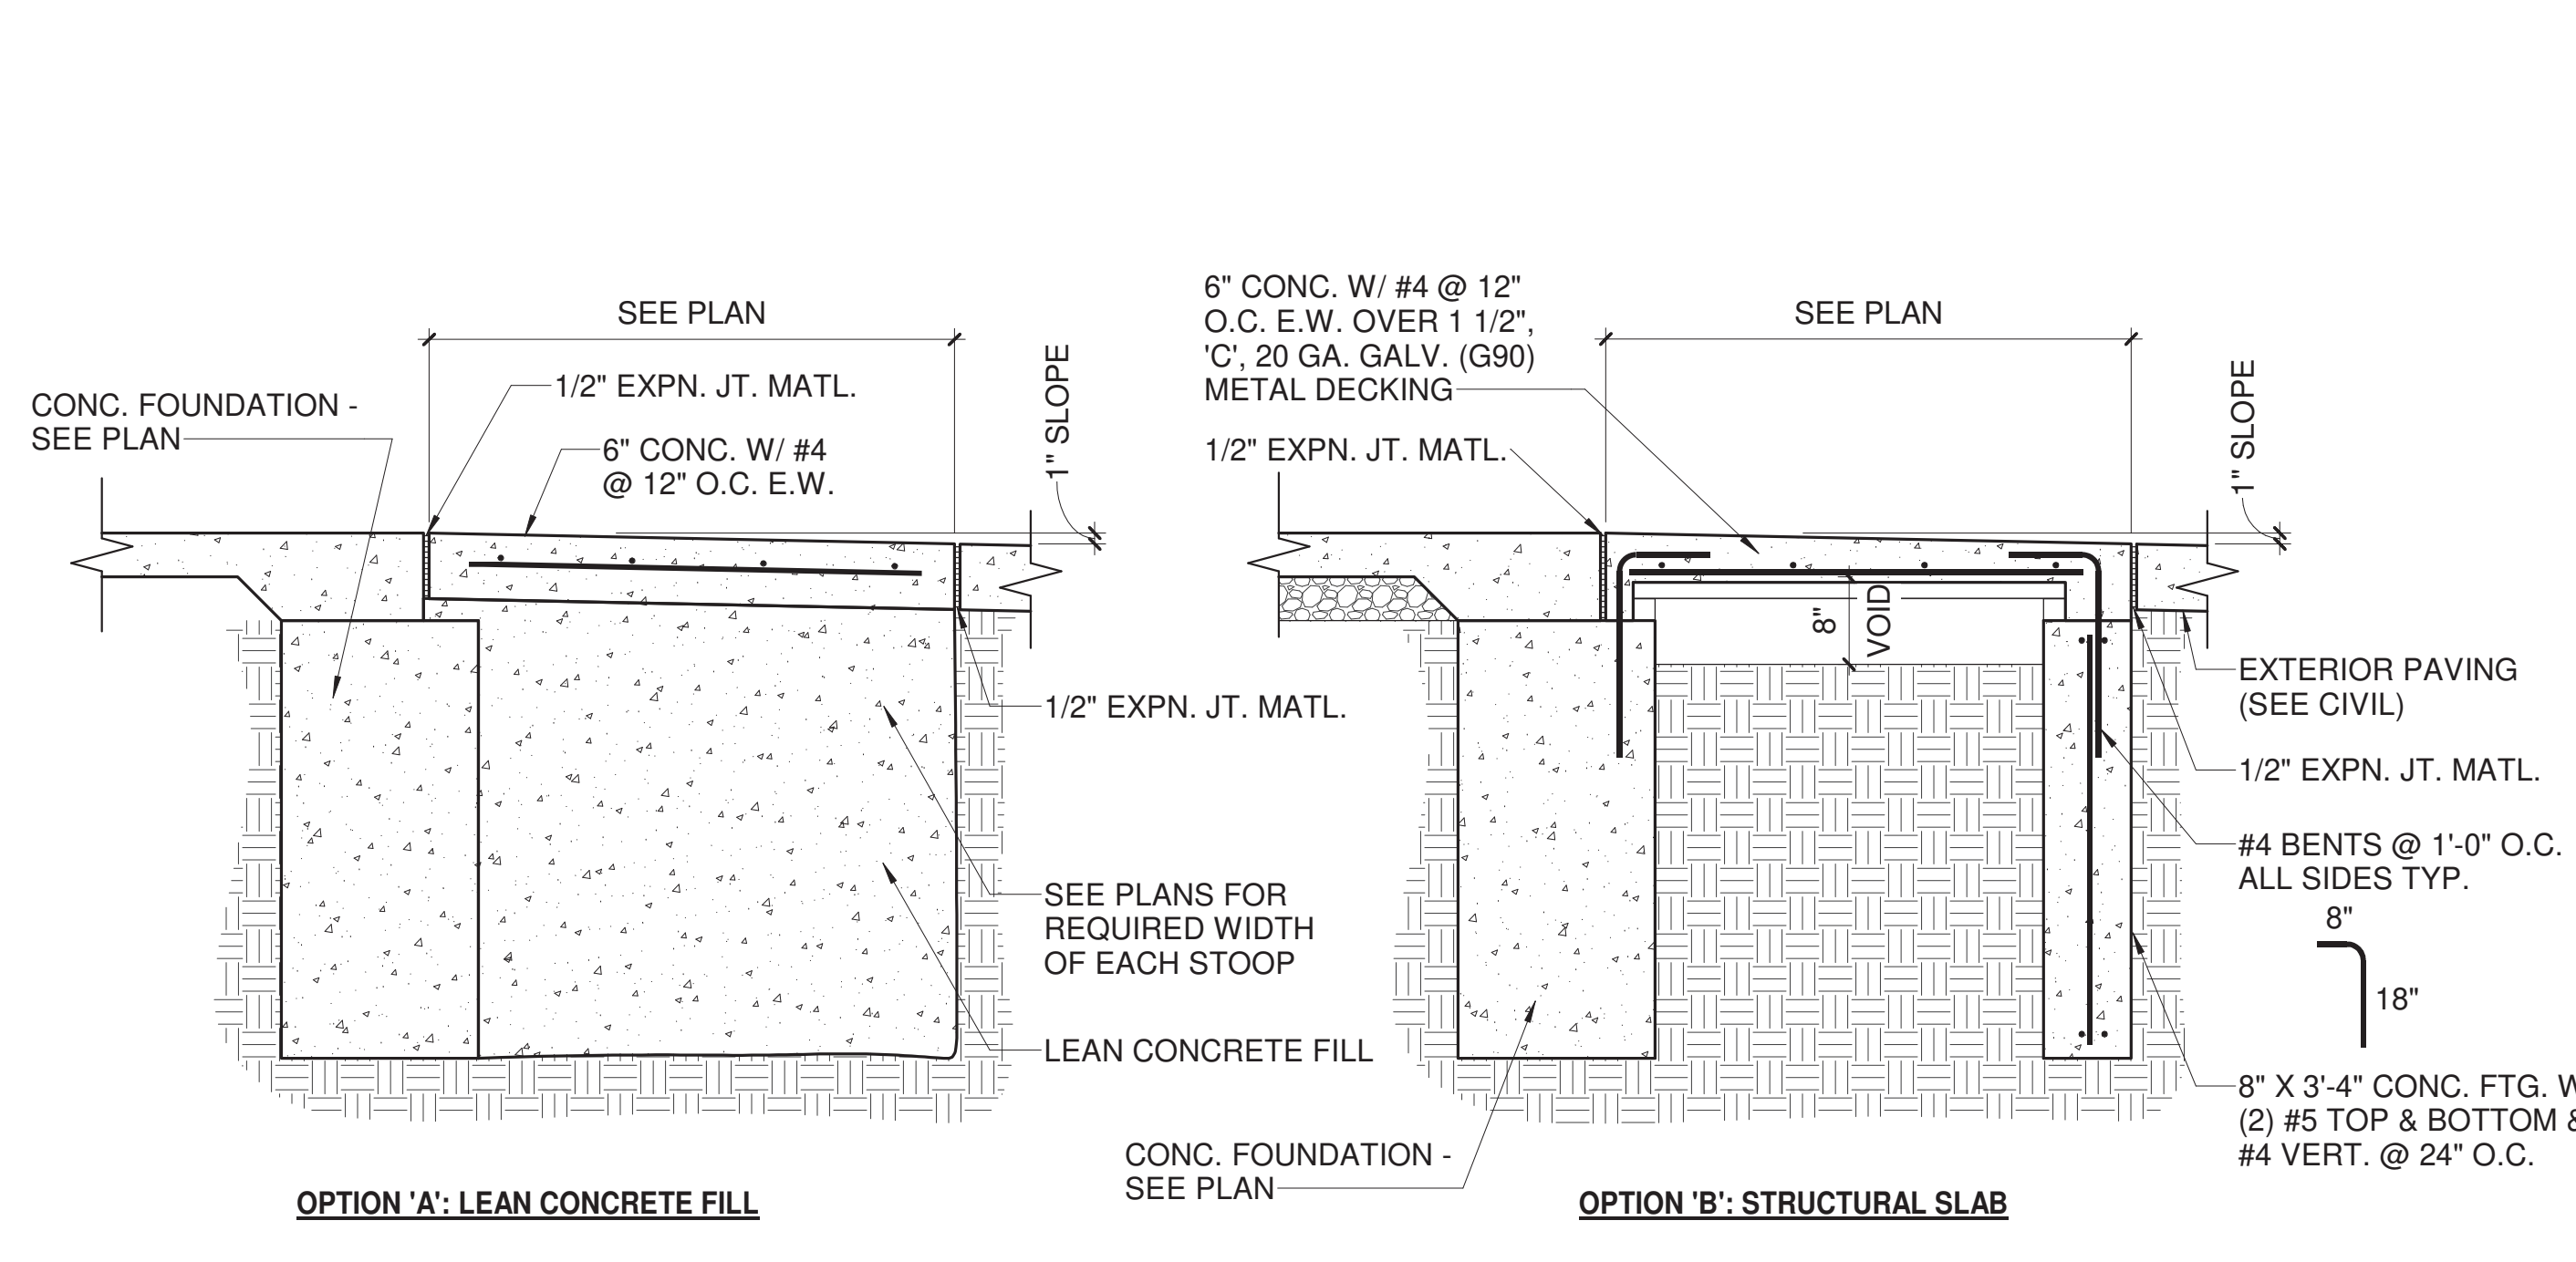 SEE PLAN
1/2" EXPN. JT. MATL.
CONC. FOUNDATION -
SEE PLAN
6" CONC. W/ #4
@ 12" O.C. E.W.
1" SLOPE
1/2" EXPN. JT. MATL.
SEE PLANS FOR
REQUIRED WIDTH
OF EACH STOOP
LEAN CONCRETE FILL
OPTION 'A': LEAN CONCRETE FILL
6" CONC. W/ #4 @ 12"
O.C. E.W. OVER 1 1/2",
'C', 20 GA. GALV. (G90)
METAL DECKING
1/2" EXPN. JT. MATL.
SEE PLAN
1" SLOPE
8"
VOID
EXTERIOR PAVING
(SEE CIVIL)
1/2" EXPN. JT. MATL.
#4 BENTS @ 1'-0" O.C.
ALL SIDES TYP.
8"
18"
8" X 3'-4" CONC. FTG. W
(2) #5 TOP & BOTTOM &
#4 VERT. @ 24" O.C.
CONC. FOUNDATION -
SEE PLAN
OPTION 'B': STRUCTURAL SLAB